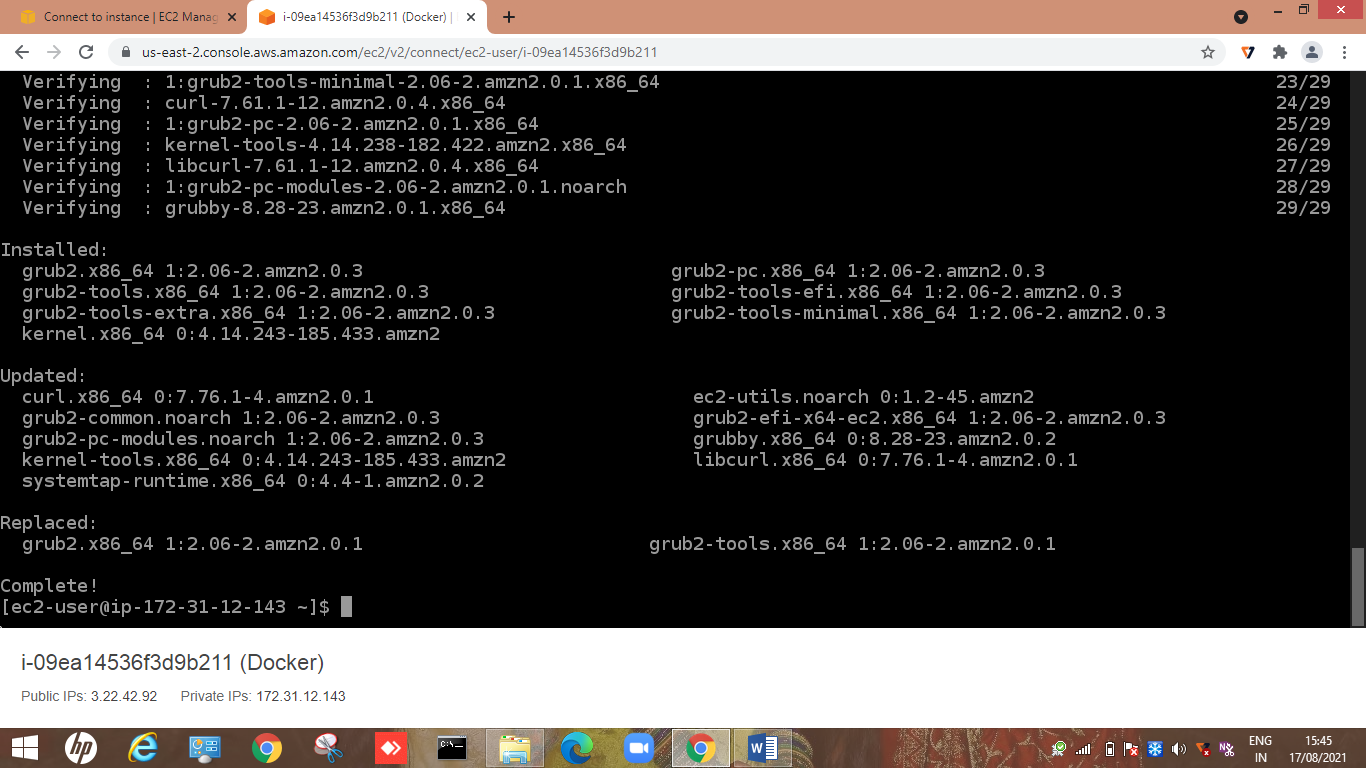 Connect to instance | EC2 Manag
i-09ea14536f3d9b211 (Docker) |
us-east-2.console.aws.amazon.com/ec2/v2/connect/ec2-user/i-09ea14536f3d9b211
Verifying : 1:grub2-tools-minimal-2.06-2.amzn2.0.1.x86_64 23/29
Verifying : curl-7.61.1-12.amzn2.0.4.x86_64 24/29
Verifying : 1:grub2-pc-2.06-2.amzn2.0.1.x86_64 25/29
Verifying : kernel-tools-4.14.238-182.422.amzn2.x86_64 26/29
Verifying : libcurl-7.61.1-12.amzn2.0.4.x86_64 27/29
Verifying : 1:grub2-pc-modules-2.06-2.amzn2.0.1.noarch 28/29
Verifying : grubby-8.28-23.amzn2.0.1.x86_64 29/29
Installed:
grub2.x86_64 1:2.06-2.amzn2.0.3 grub2-pc.x86_64 1:2.06-2.amzn2.0.3
grub2-tools.x86_64 1:2.06-2.amzn2.0.3 grub2-tools-efi.x86_64 1:2.06-2.amzn2.0.3
grub2-tools-extra.x86_64 1:2.06-2.amzn2.0.3 grub2-tools-minimal.x86_64 1:2.06-2.amzn2.0.3
kernel.x86_64 0:4.14.243-185.433.amzn2
Updated:
curl.x86_64 0:7.76.1-4.amzn2.0.1 ec2-utils.noarch 0:1.2-45.amzn2
grub2-common.noarch 1:2.06-2.amzn2.0.3 grub2-efi-x64-ec2.x86_64 1:2.06-2.amzn2.0.3
grub2-pc-modules.noarch 1:2.06-2.amzn2.0.3 grubby.x86_64 0:8.28-23.amzn2.0.2
kernel-tools.x86_64 0:4.14.243-185.433.amzn2 libcurl.x86_64 0:7.76.1-4.amzn2.0.1
systemtap-runtime.x86_64 0:4.4-1.amzn2.0.2
Replaced:
grub2.x86_64 1:2.06-2.amzn2.0.1 grub2-tools.x86_64 1:2.06-2.amzn2.0.1
Complete!
[ec2-user@ip-172-31-12-143 ~]$
i-09ea14536f3d9b211 (Docker)
Public IPs: 3.22.42.92 Private IPs: 172.31.12.143
hp
C:\
W
ENG 15:45
IN 17/08/2021